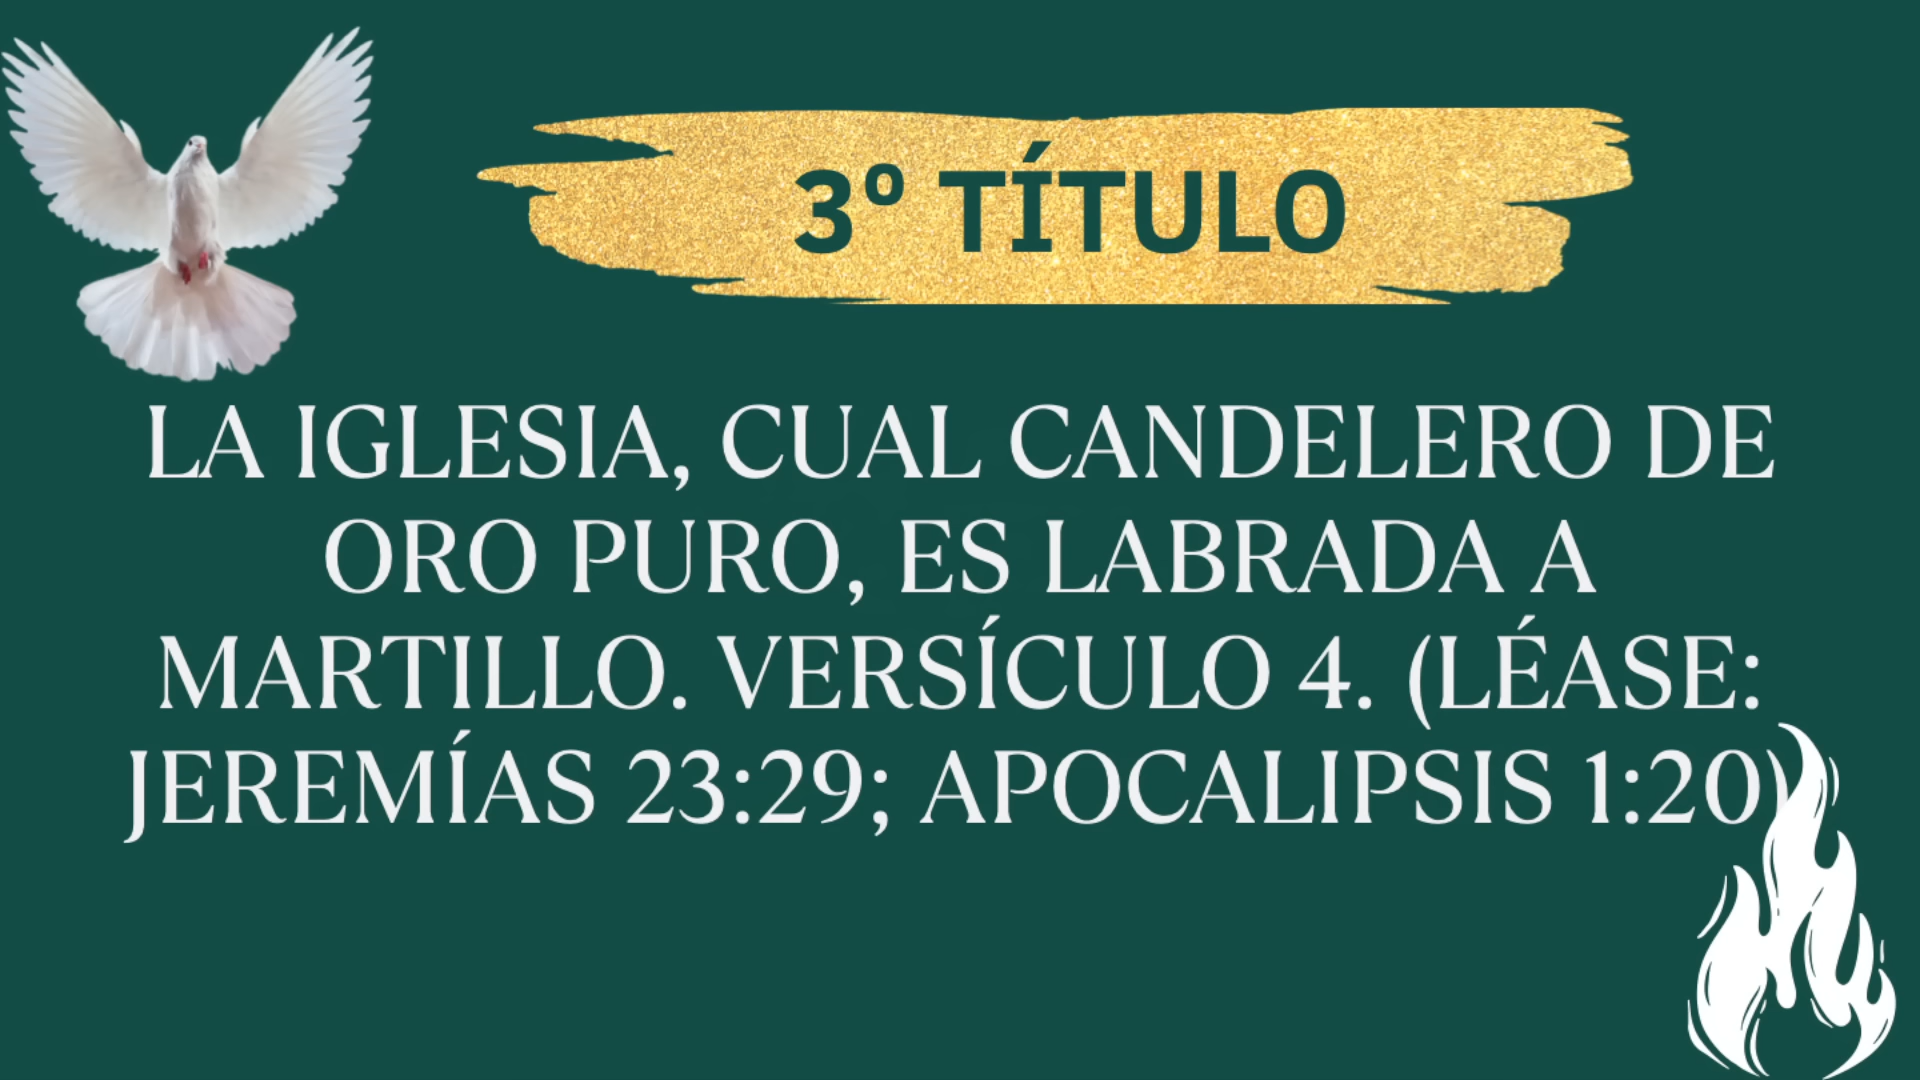 3º TÍTULO
LA IGLESIA, CUAL CANDELERO DE
ORO PURO, ES LABRADA A
MARTILLO. VERSÍCULO 4. (LÉASE:
JEREMÍAS 23:29; APOCALIPSIS 1:20)